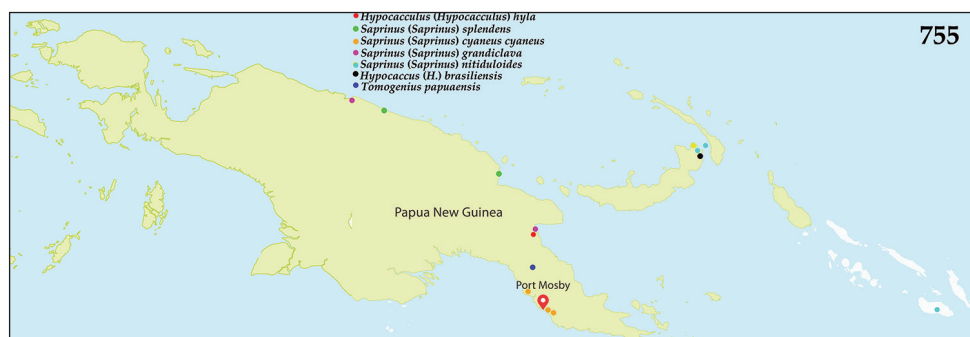 Hypocacculus (Hypocacculus) hyla
755
Saprinus (Saprinus) splendens
Saprinus (Saprinus) cyaneus cyaneus
Saprinus (Saprinus) grandiclava
Saprinus (Saprinus) nitiduloides
Hypocaccus (H.) brasiliensis
Tomogenius papuaensis
Papua New Guinea
Port Mosby